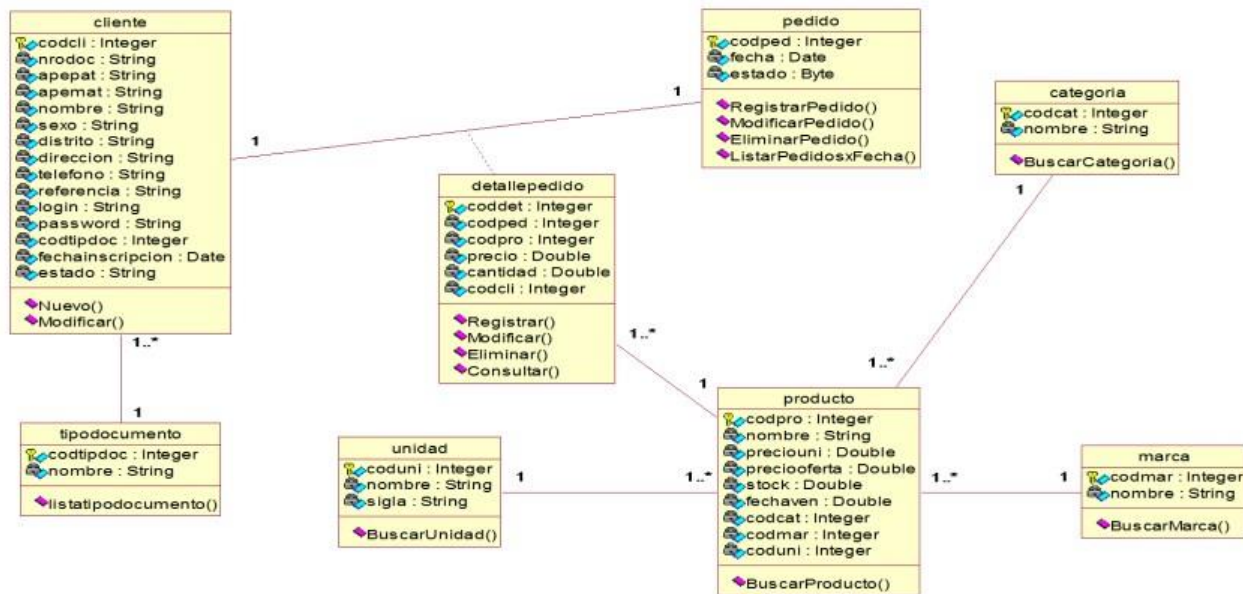 cliente
codcli : Integer
nrodoc : String
apepat : String
apemat : String
nombre : String
sexo : String
distrito : String
direccion : String
telefono : String
referencia : String
login : String
password : String
codtipdoc : Integer
fechainscripcion : Date
estado : String
Nuevo()
Modificar()
1
1..*
1
tipodocumento
codtipdoc : Integer
nombre : String
listatipodocumento()
pedido
codped : Integer
fecha : Date
estado : Byte
RegistrarPedido()
ModificarPedido()
EliminarPedido()
ListarPedidosxFecha()
1
detallepedido
coddet : Integer
codped : Integer
codpro : Integer
precio : Double
cantidad : Double
codcli : Integer
Registrar()
Modificar()
Eliminar()
Consultar()
1..*
1
categoria
codcat : Integer
nombre : String
BuscarCategoria()
1
1..*
unidad
coduni : Integer
nombre : String
sigla : String
BuscarUnidad()
1
1..*
producto
codpro : Integer
nombre : String
preciouni : Double
preciooferta : Double
stock : Double
fechaven : Double
codcat : Integer
codmar : Integer
coduni : Integer
BuscarProducto()
1..*
1
marca
codmar : Integer
nombre : String
BuscarMarca()